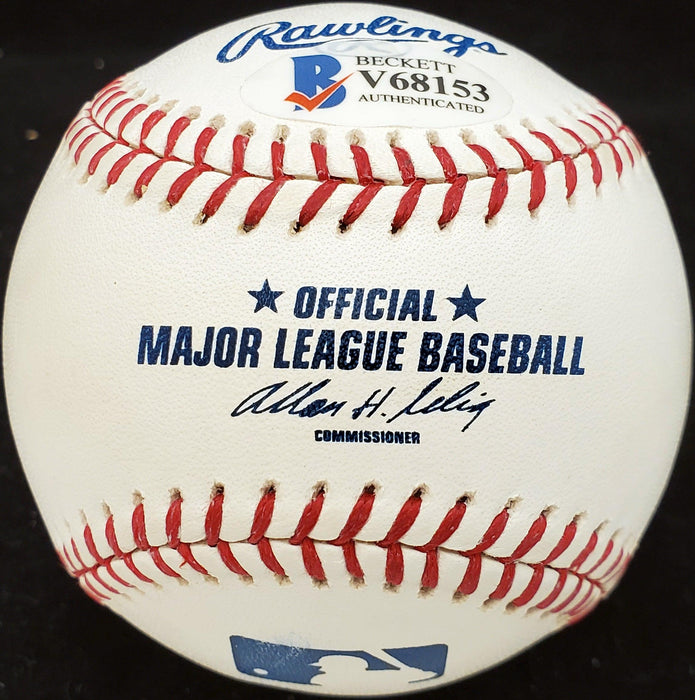 Rawlings
BECKETT
V68153
AUTHENTICATED
OFFICIAL
MAJOR LEAGUE BASEBALL
Allan H. Selig
COMMISSIONER